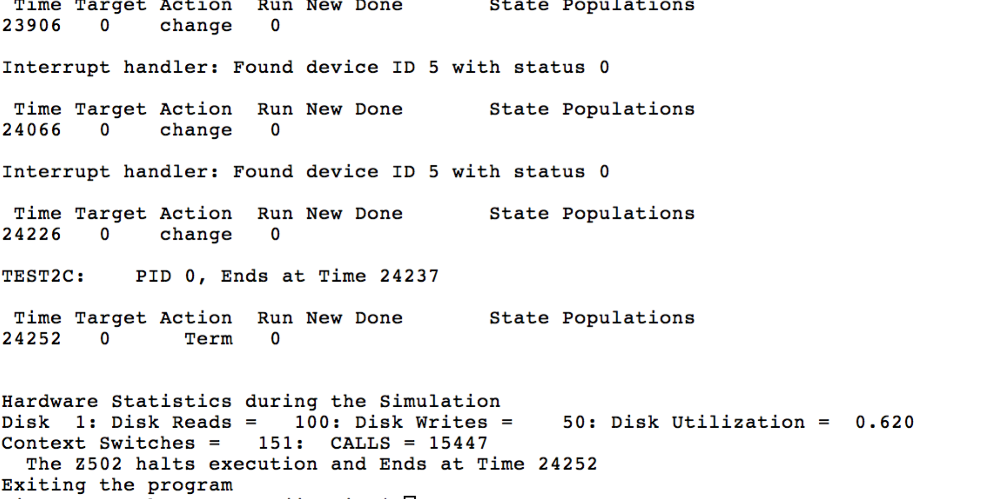 Time Target Action  Run New Done       State Populations
23906   0    change   0
Interrupt handler: Found device ID 5 with status 0
Time Target Action  Run New Done       State Populations
24066   0    change   0
Interrupt handler: Found device ID 5 with status 0
Time Target Action  Run New Done       State Populations
24226   0    change   0
TEST2C:    PID 0, Ends at Time 24237
Time Target Action  Run New Done       State Populations
24252   0      Term   0
Hardware Statistics during the Simulation
Disk  1: Disk Reads =   100: Disk Writes =    50: Disk Utilization =  0.620
Context Switches =   151:  CALLS = 15447
The Z502 halts execution and Ends at Time 24252
Exiting the program